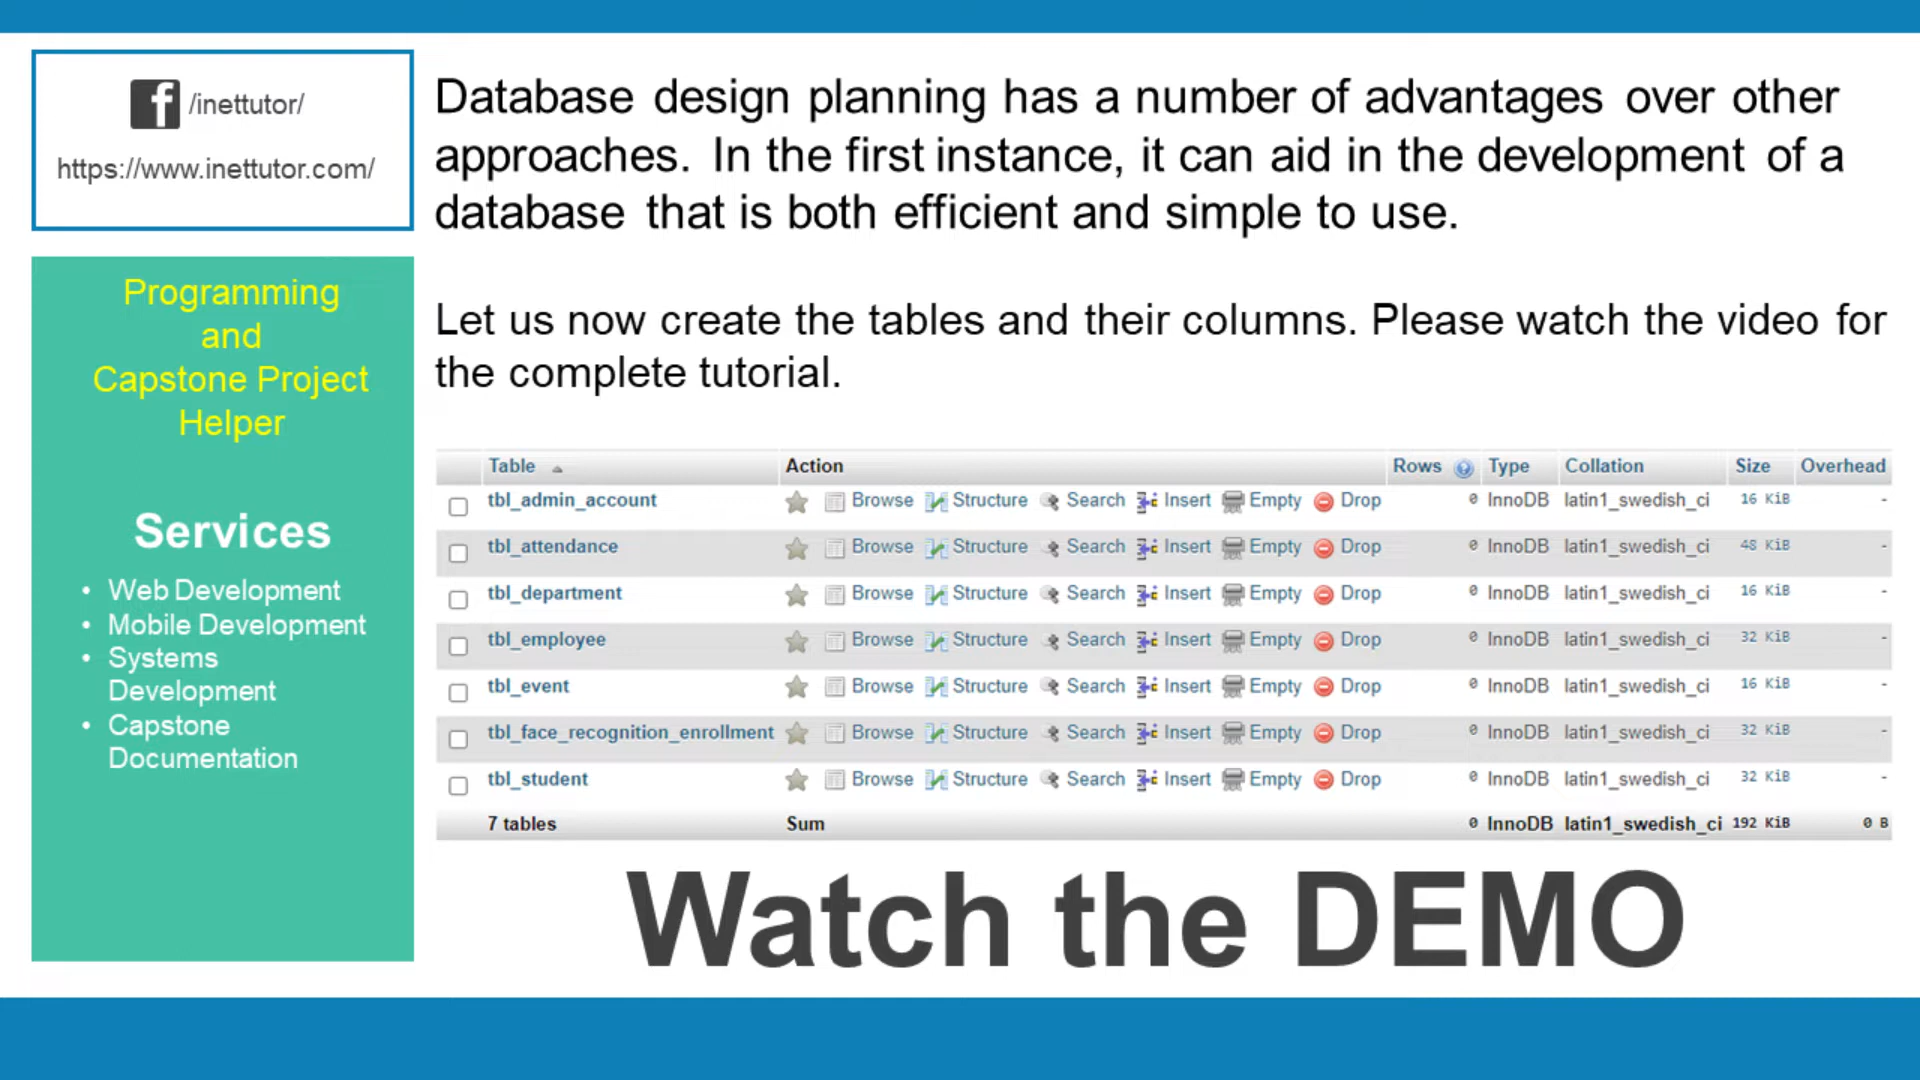 /inettutor/
https://www.inettutor.com/
Programming
and
Capstone Project
Helper
Services
• Web Development
• Mobile Development
• Systems
Development
• Capstone
Documentation
Database design planning has a number of advantages over other
approaches. In the first instance, it can aid in the development of a
database that is both efficient and simple to use.
Let us now create the tables and their columns. Please watch the video for
the complete tutorial.
Table Action Rows Type Collation Size Overhead
tbl_admin_account Browse Structure Search Insert Empty Drop 0 InnoDB latin1_swedish_ci 16 KiB -
tbl_attendance Browse Structure Search Insert Empty Drop 0 InnoDB latin1_swedish_ci 48 KiB -
tbl_department Browse Structure Search Insert Empty Drop 0 InnoDB latin1_swedish_ci 16 KiB -
tbl_employee Browse Structure Search Insert Empty Drop 0 InnoDB latin1_swedish_ci 32 KiB -
tbl_event Browse Structure Search Insert Empty Drop 0 InnoDB latin1_swedish_ci 16 KiB -
tbl_face_recognition_enrollment Browse Structure Search Insert Empty Drop 0 InnoDB latin1_swedish_ci 32 KiB -
tbl_student Browse Structure Search Insert Empty Drop 0 InnoDB latin1_swedish_ci 32 KiB -
7 tables Sum 0 InnoDB latin1_swedish_ci 192 KiB 0 B
Watch the DEMO